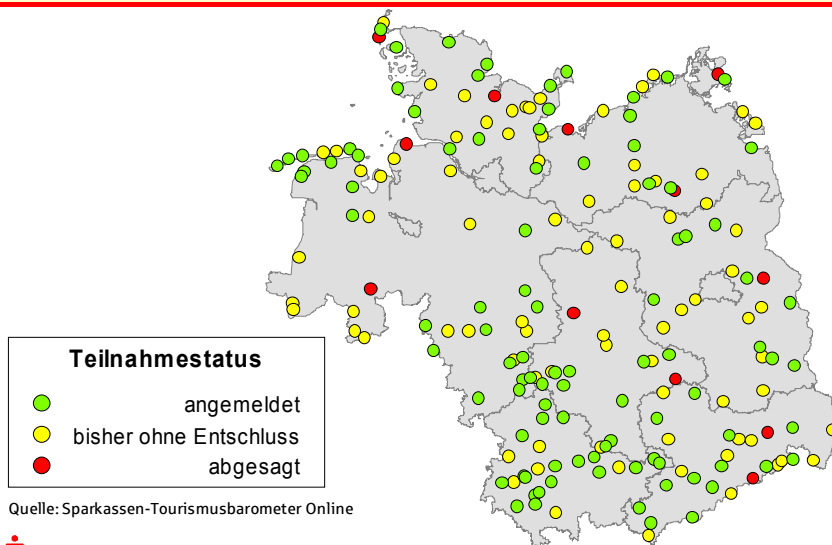 Teilnahmestatus
angemeldet
bisher ohne Entschluss
abgesagt
Quelle: Sparkassen-Tourismusbarometer Online